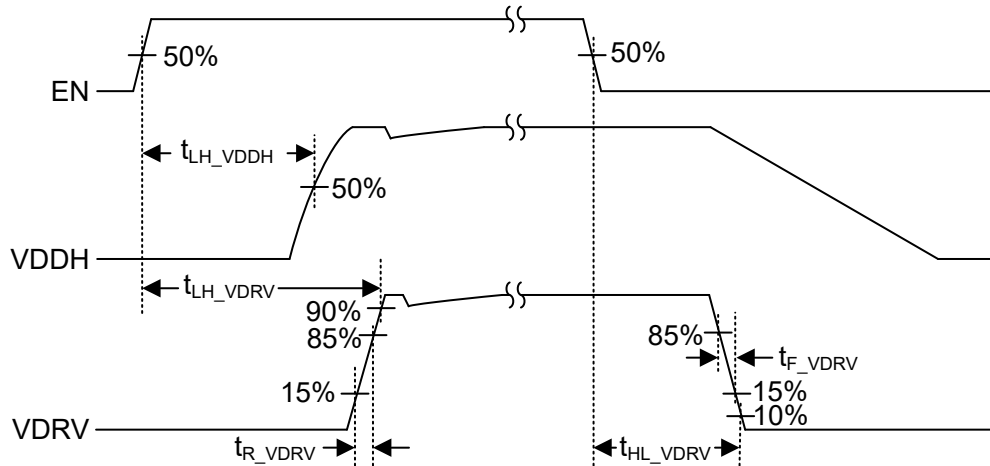 50%
50%
EN
tLH_VDDH
50%
VDDH
tLH_VDRV
90%
85%
85%
tF_VDRV
15%
15%
10%
VDRV
tR_VDRV
tHL_VDRV